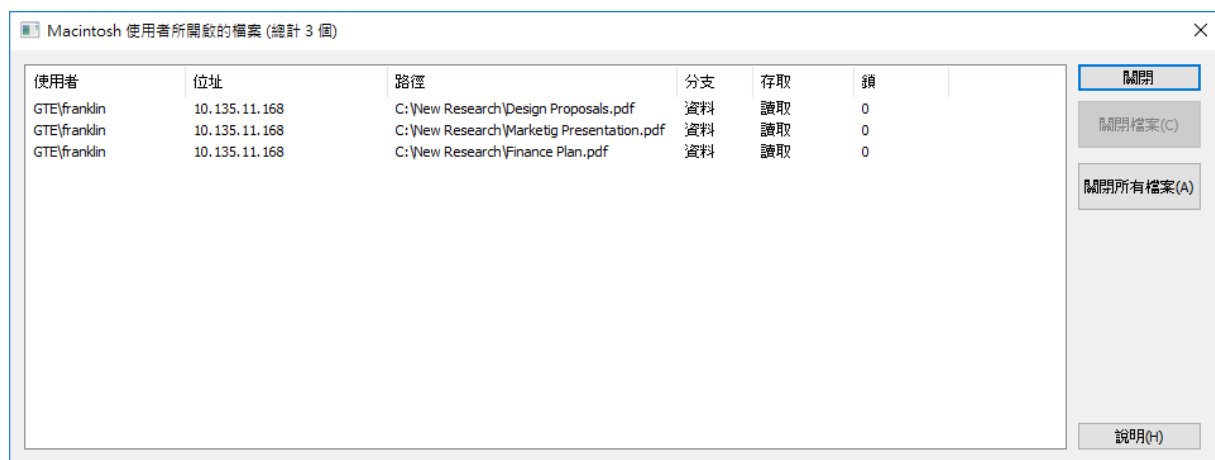 Macintosh 使用者所開啟的檔案 (總計 3 個)
使用者 位址 路徑 分支 存取 鎖
GTE\franklin 10.135.11.168 C:\New Research\Design Proposals.pdf 資料 讀取 0
GTE\franklin 10.135.11.168 C:\New Research\Marketig Presentation.pdf 資料 讀取 0
GTE\franklin 10.135.11.168 C:\New Research\Finance Plan.pdf 資料 讀取 0
關閉
關閉檔案(C)
關閉所有檔案(A)
說明(H)